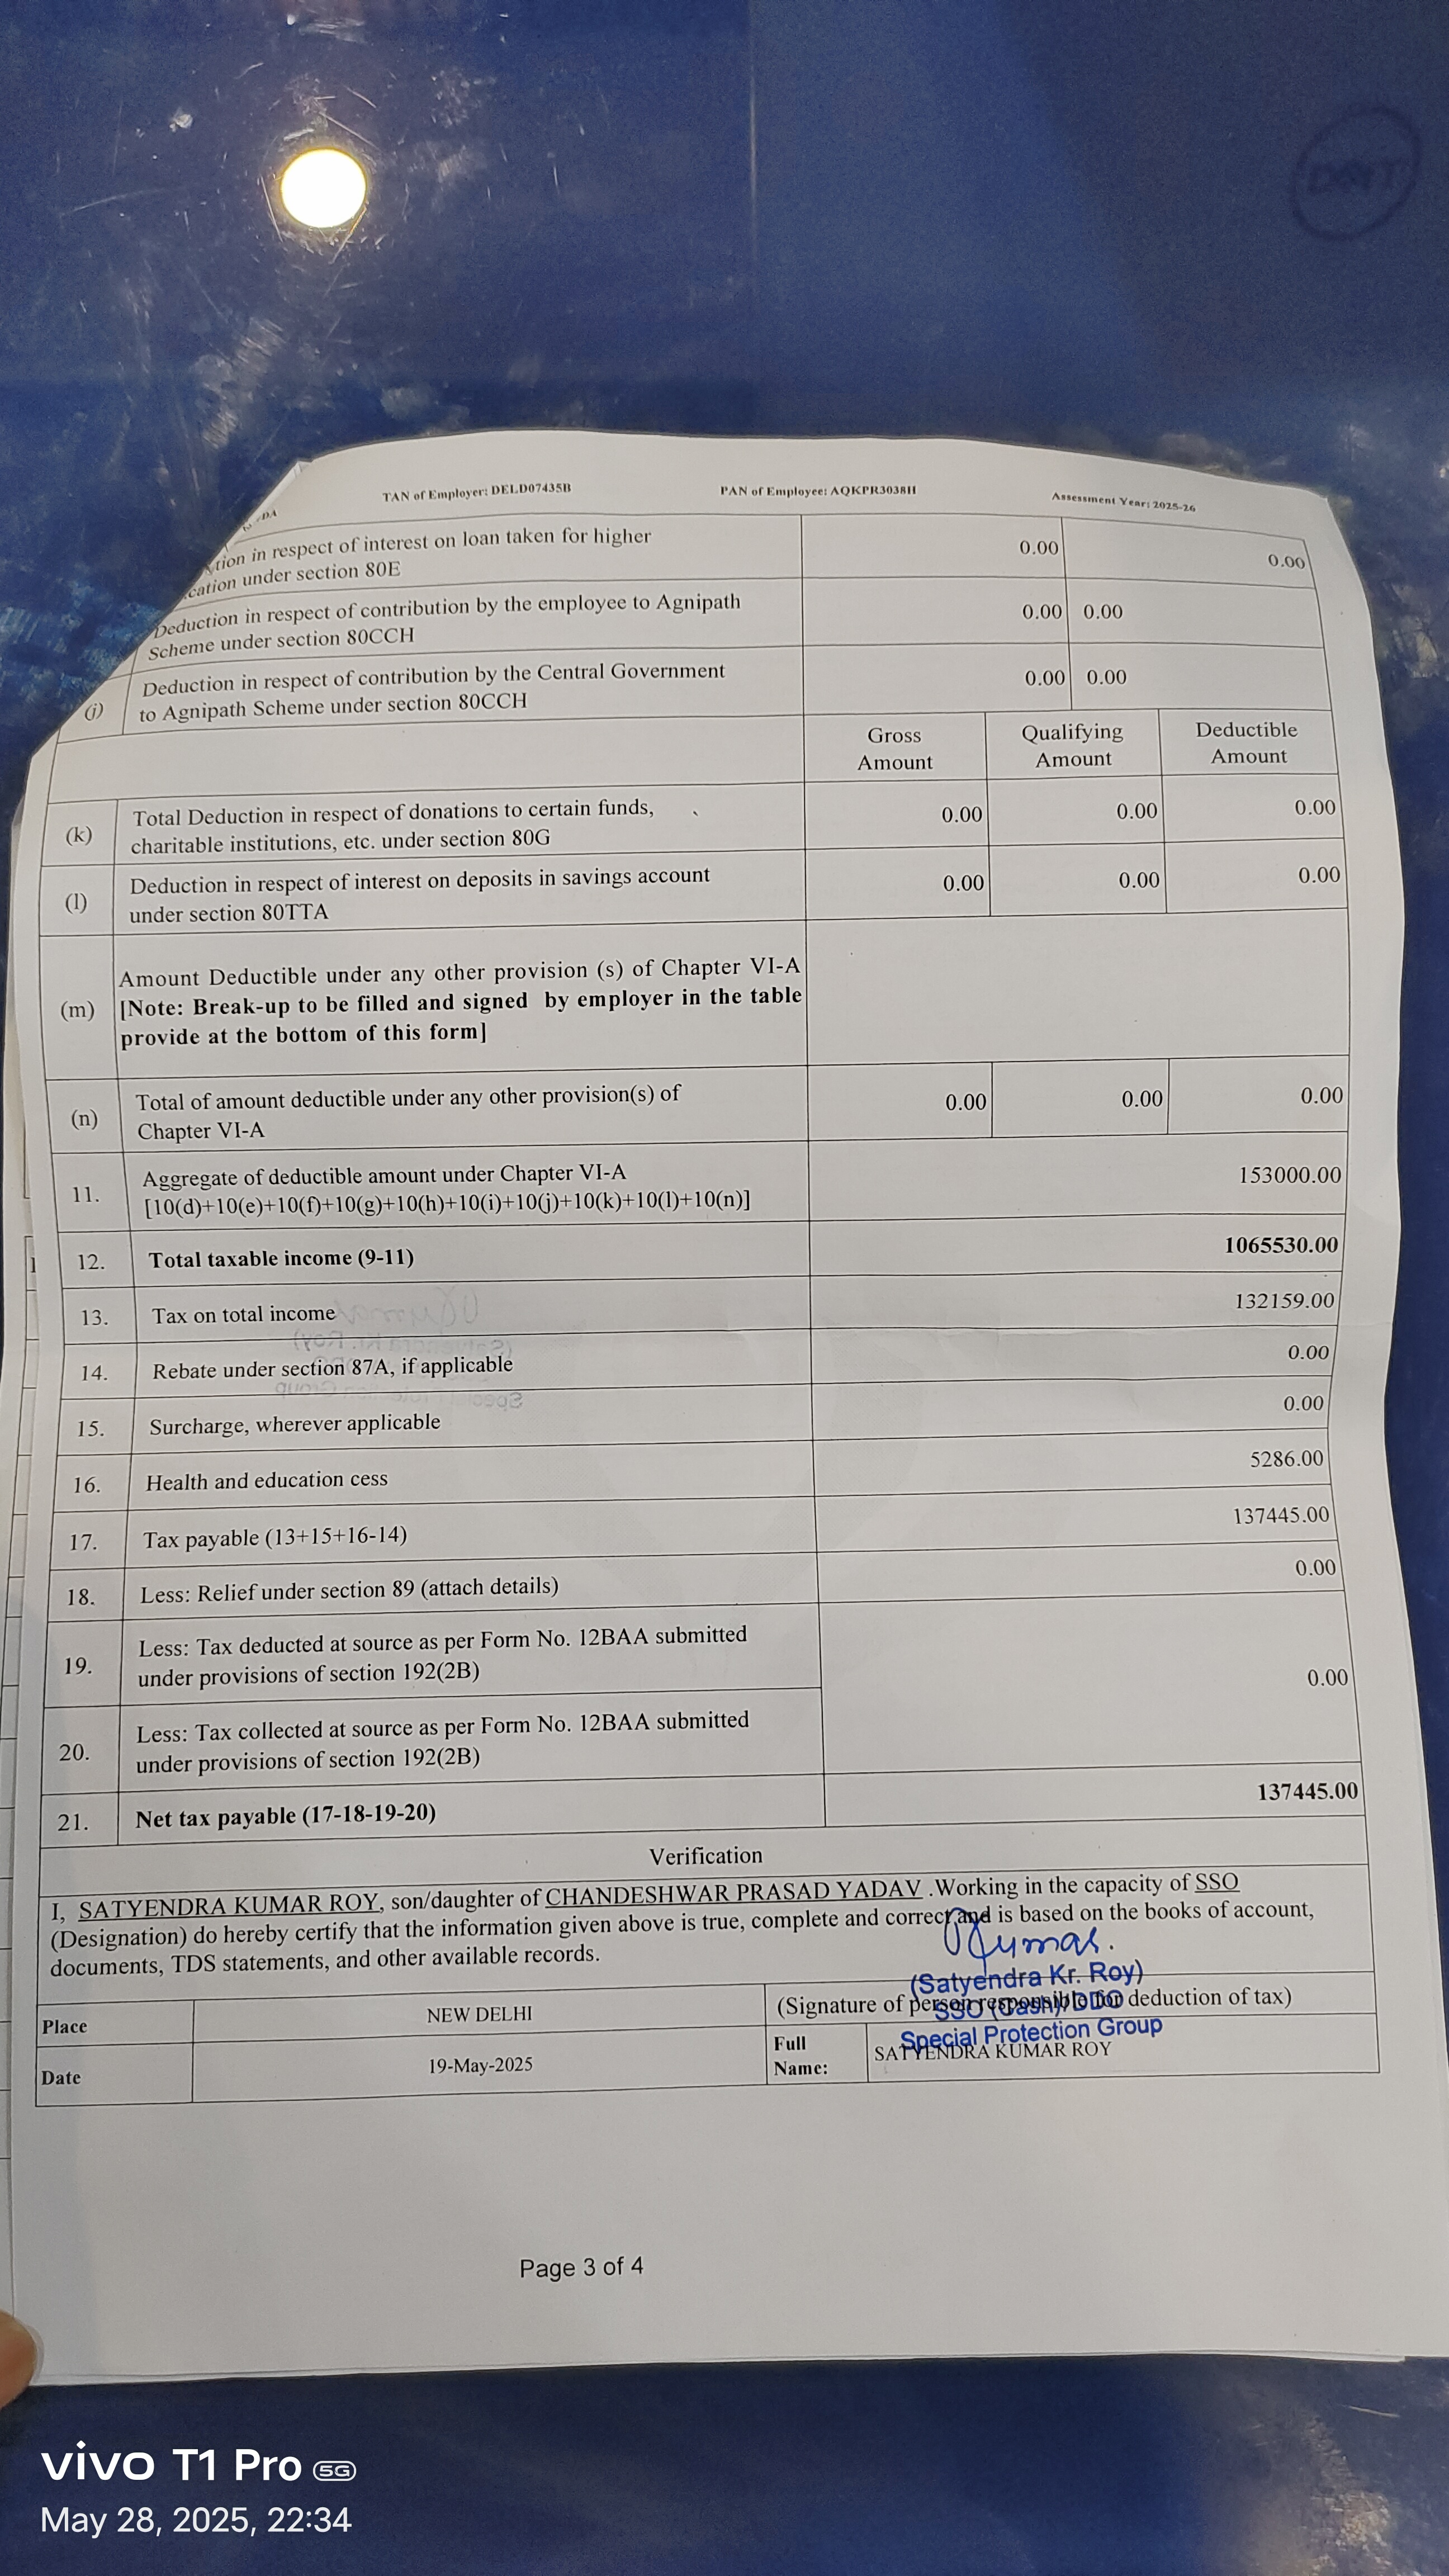 TAN of Employer: DELD07435B PAN of Employee: AQKPR3038H Assessment Year: 2025-26
in respect of interest on loan taken for higher 0.00 0.00
under section 80E
Deduction in respect of contribution by the employee to Agnipath 0.00 0.00
Scheme under section 80CCH
(j) Deduction in respect of contribution by the Central Government 0.00 0.00
to Agnipath Scheme under section 80CCH
Gross Amount Qualifying Amount Deductible Amount
(k) Total Deduction in respect of donations to certain funds, 0.00 0.00 0.00
charitable institutions, etc. under section 80G
(l) Deduction in respect of interest on deposits in savings account 0.00 0.00 0.00
under section 80TTA
(m) Amount Deductible under any other provision (s) of Chapter VI-A
[Note: Break-up to be filled and signed by employer in the table
provide at the bottom of this form]
(n) Total of amount deductible under any other provision(s) of 0.00 0.00 0.00
Chapter VI-A
11. Aggregate of deductible amount under Chapter VI-A 153000.00
[10(d)+10(e)+10(f)+10(g)+10(h)+10(i)+10(j)+10(k)+10(l)+10(n)]
12. Total taxable income (9-11) 1065530.00
13. Tax on total income 132159.00
14. Rebate under section 87A, if applicable 0.00
15. Surcharge, wherever applicable 0.00
16. Health and education cess 5286.00
17. Tax payable (13+15+16-14) 137445.00
18. Less: Relief under section 89 (attach details) 0.00
19. Less: Tax deducted at source as per Form No. 12BAA submitted
under provisions of section 192(2B) 0.00
20. Less: Tax collected at source as per Form No. 12BAA submitted
under provisions of section 192(2B)
21. Net tax payable (17-18-19-20) 137445.00
Verification
I, SATYENDRA KUMAR ROY, son/daughter of CHANDESHWAR PRASAD YADAV .Working in the capacity of SSO
(Designation) do hereby certify that the information given above is true, complete and correct and is based on the books of account,
documents, TDS statements, and other available records.
(Satyendra Kr. Roy)
Place NEW DELHI (Signature of person responsible for deduction of tax)
SSO (Cash)/DDO
Special Protection Group
Date 19-May-2025 Full Name: SATYENDRA KUMAR ROY
Page 3 of 4
vivo T1 Pro 5G
May 28, 2025, 22:34